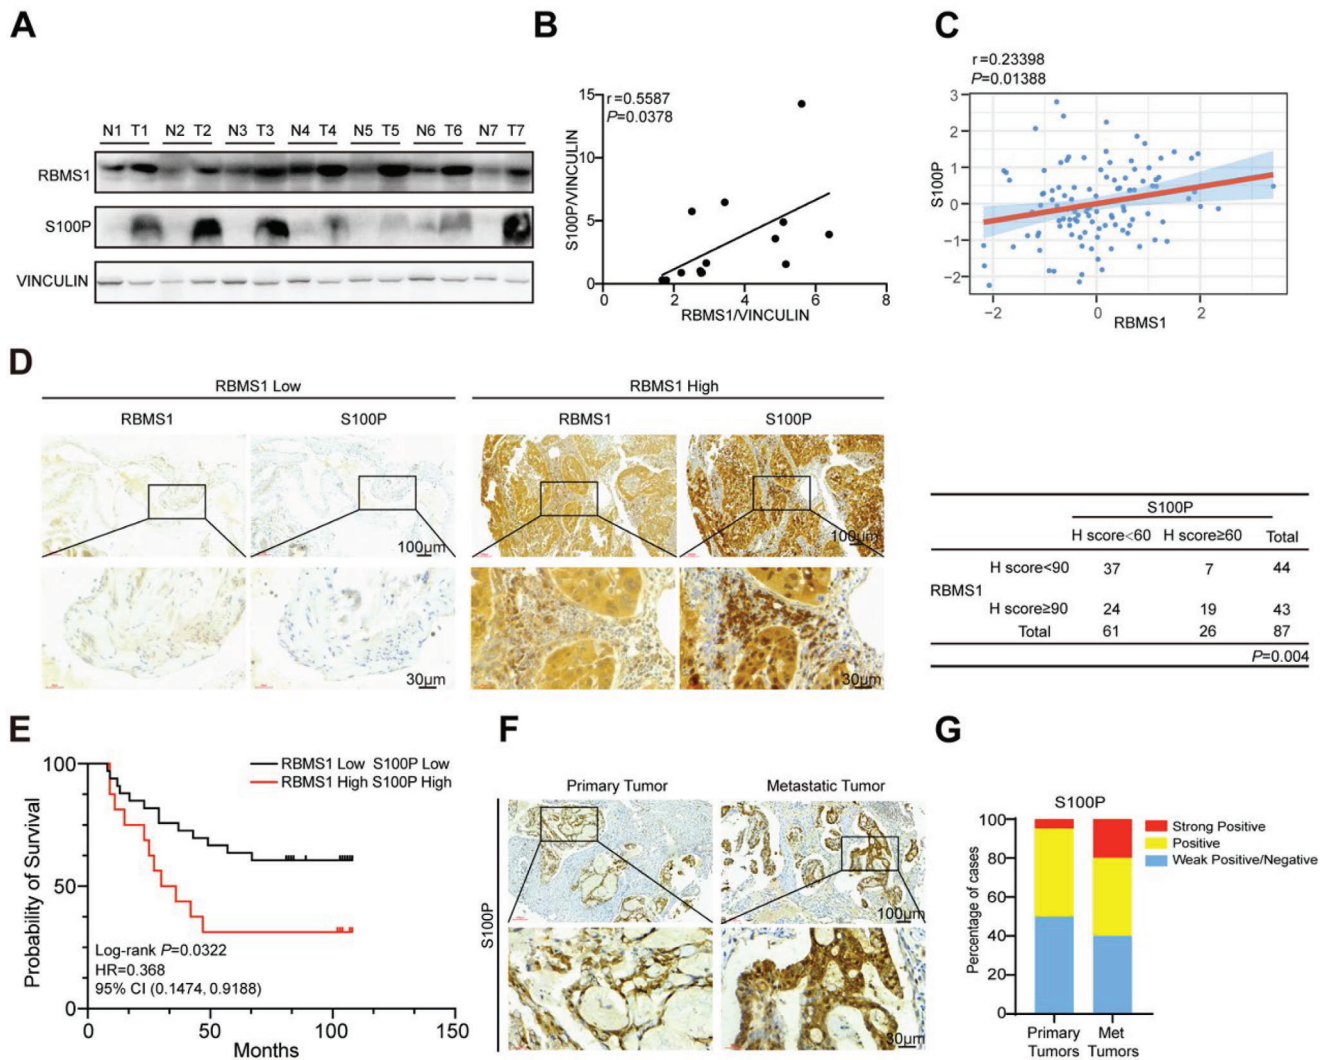 A
N1 T1 N2 T2 N3 T3 N4 T4 N5 T5 N6 T6 N7 T7
RBMS1
S100P
VINCULIN
B
r=0.5587
P=0.0378
S100P/VINCULIN
15
10
5
0
0 2 4 6 8
RBMS1/VINCULIN
C
r=0.23398
P=0.01388
S100P
3
2
1
0
−1
−2
−2 0 2
RBMS1
D
RBMS1 Low RBMS1 High
RBMS1 S100P RBMS1 S100P
100µm 100µm
30µm 30µm
S100P
H score<60 H score≥60 Total
H score<90 37 7 44
RBMS1
H score≥90 24 19 43
Total 61 26 87
P=0.004
E
Probability of Survival
100
50
0
RBMS1 Low S100P Low
RBMS1 High S100P High
Log-rank P=0.0322
HR=0.368
95% CI (0.1474, 0.9188)
0 50 100 150
Months
F
Primary Tumor Metastatic Tumor
S100P
100µm
30µm
G
S100P
Percentage of cases
100
80
60
40
20
0
Strong Positive
Positive
Weak Positive/Negative
Primary Met
Tumors Tumors